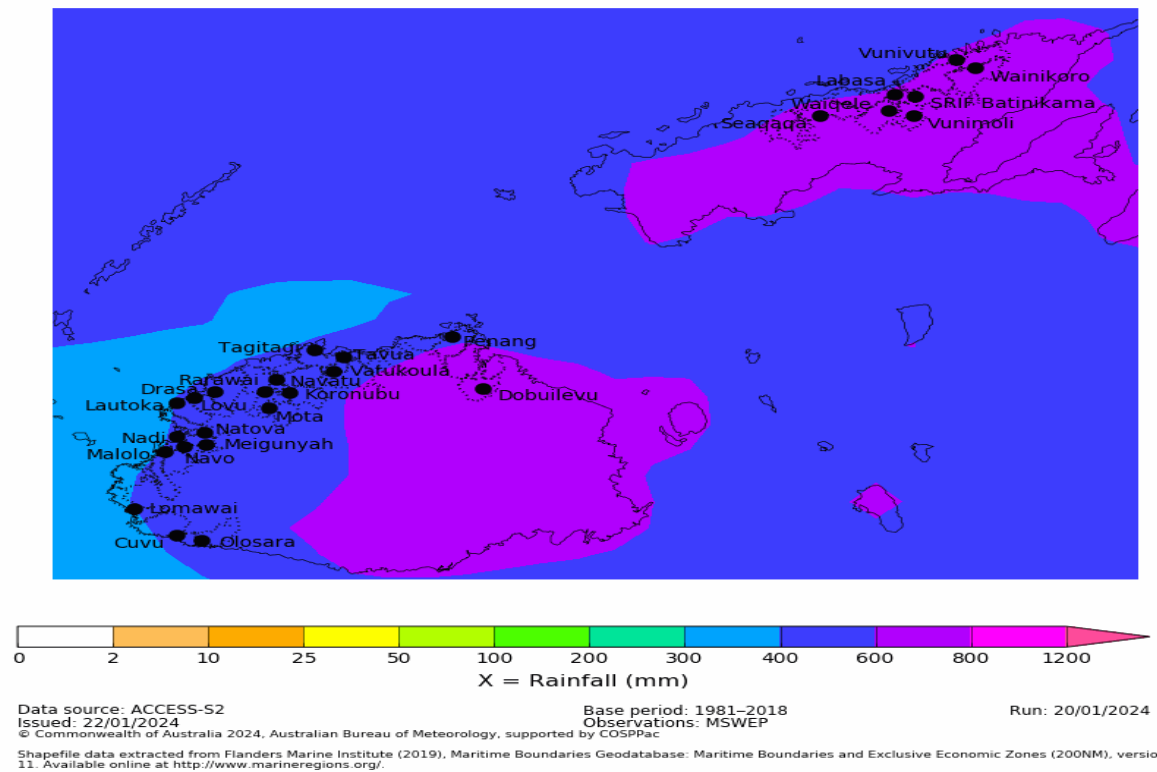 Vunivutu
Wainikoro
Labasa
SRIF Batinikama
Waiqele
Seaqaqa
Vunimoli
Penang
Tagitagi
Tavua
Vatukoula
Rarawai
Navatu
Drasa
Koronubu
Dobuilevu
Lautoka
Lovu
Mota
Natova
Nadi
Meigunyah
Malolo
Navo
Lomawai
Cuvu
Olosara
0 2 10 25 50 100 200 300 400 600 800 1200
X = Rainfall (mm)
Data source: ACCESS-S2 Base period: 1981–2018 Run: 20/01/2024
Issued: 22/01/2024 Observations: MSWEP
© Commonwealth of Australia 2024, Australian Bureau of Meteorology, supported by COSPPac
Shapefile data extracted from Flanders Marine Institute (2019), Maritime Boundaries Geodatabase: Maritime Boundaries and Exclusive Economic Zones (200NM), versio
11. Available online at http://www.marineregions.org/.